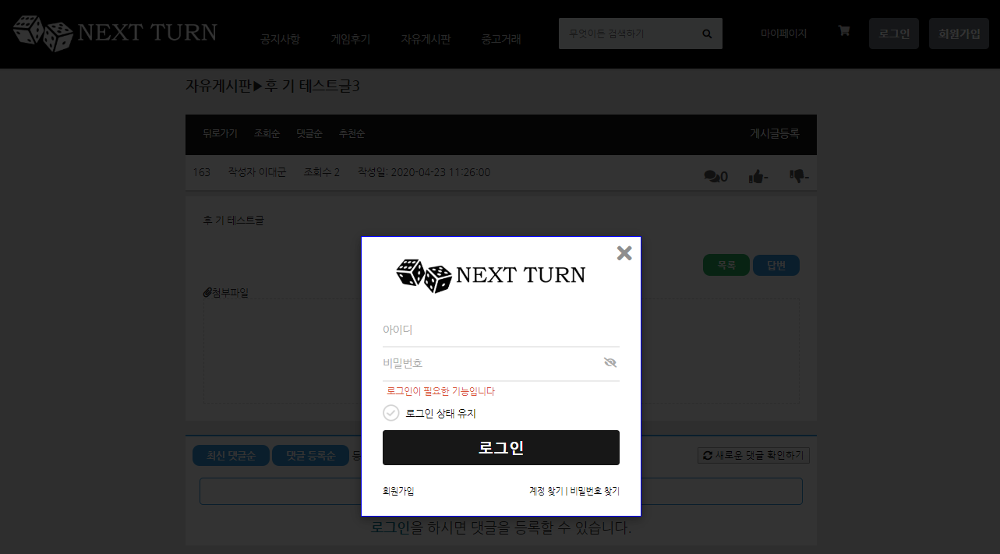 NEXT TURN
공지사항 게임후기 자유게시판 중고거래 무엇이든 검색하기 마이페이지 로그인 회원가입
자유게시판▶후 기 테스트글3
뒤로가기 조회순 댓글순 추천순 게시글등록
163 작성자 이대군 조회수 2 작성일: 2020-04-23 11:26:00 0 - -
후 기 테스트글
목록 답변
첨부파일
NEXT TURN
아이디
비밀번호
로그인이 필요한 기능입니다
로그인 상태 유지
로그인
회원가입 계정 찾기 | 비밀번호 찾기
최신 댓글순 댓글 등록순 등 새로운 댓글 확인하기
로그인을 하시면 댓글을 등록할 수 있습니다.